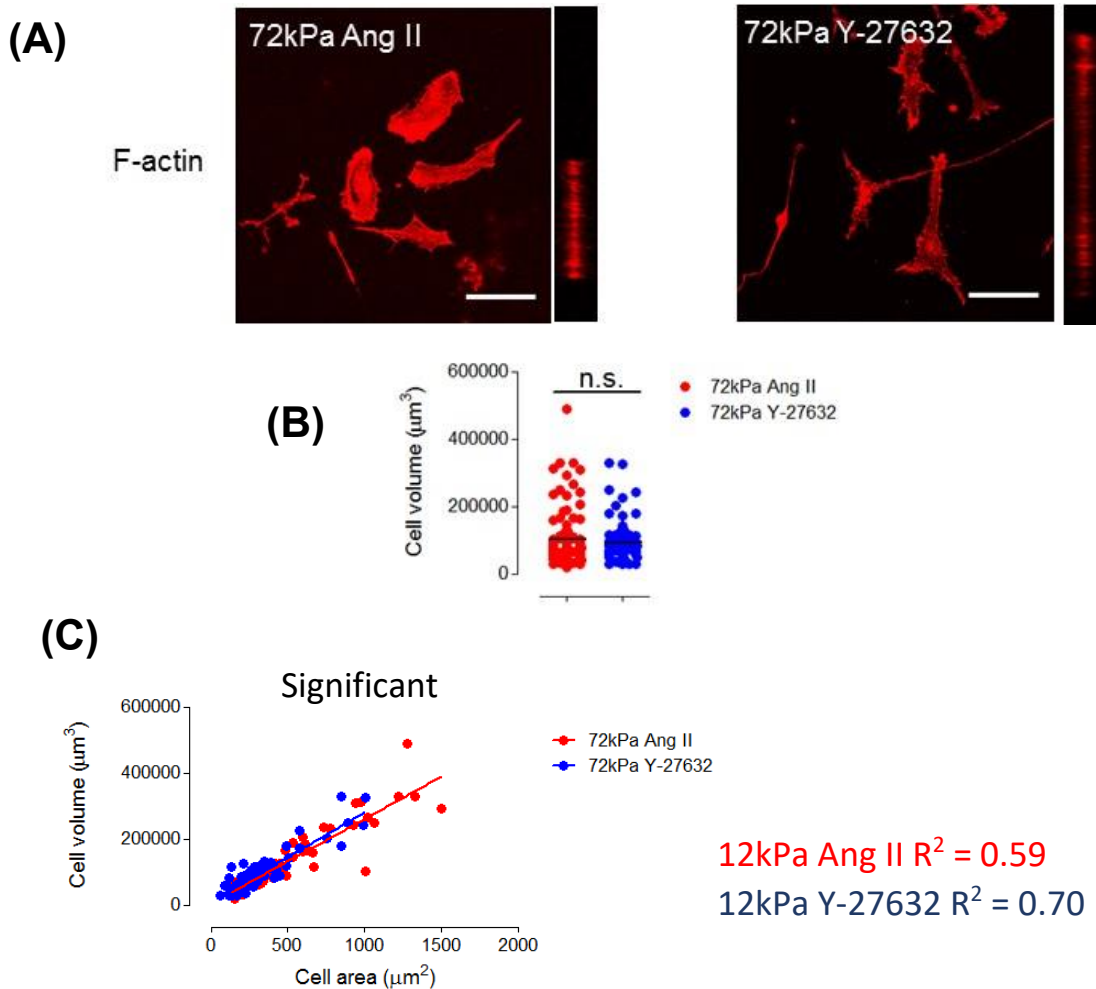 (A)
72kPa Ang II
72kPa Y-27632
F-actin
(B)
Cell volume (μm³)
600000
400000
200000
0
n.s.
72kPa Ang II
72kPa Y-27632
(C)
Significant
Cell volume (μm³)
600000
400000
200000
0
0 500 1000 1500 2000
Cell area (μm²)
72kPa Ang II
72kPa Y-27632
12kPa Ang II R² = 0.59
12kPa Y-27632 R² = 0.70